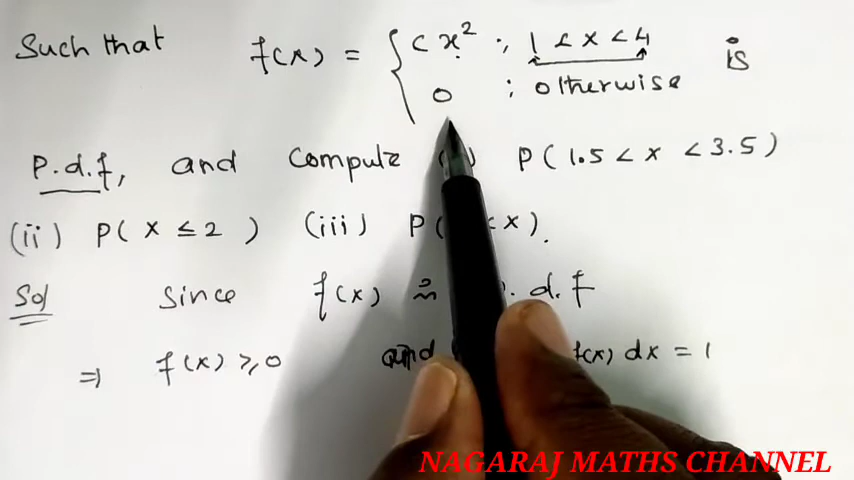 Such that f(x) = { cx² ; 1 < x < 4 is
0 ; otherwise
P.d.f, and compute P(1.5 < x < 3.5)
(ii) P(x ≤ 2) (iii) P( < x).
Sol since f(x) is d.f
⇒ f(x) ≥ 0 and f(x) dx = 1
NAGARAJ MATHS CHANNEL